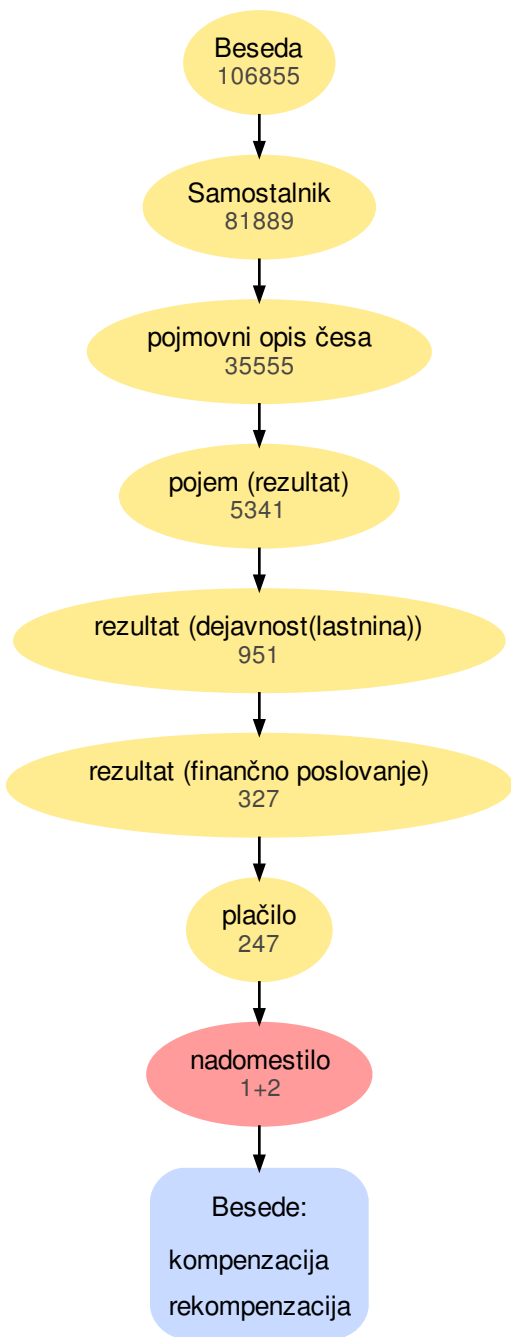 Beseda
106855
Samostalnik
81889
pojmovni opis česa
35555
pojem (rezultat)
5341
rezultat (dejavnost(lastnina))
951
rezultat (finančno poslovanje)
327
plačilo
247
nadomestilo
1+2
Besede:
kompenzacija
rekompenzacija